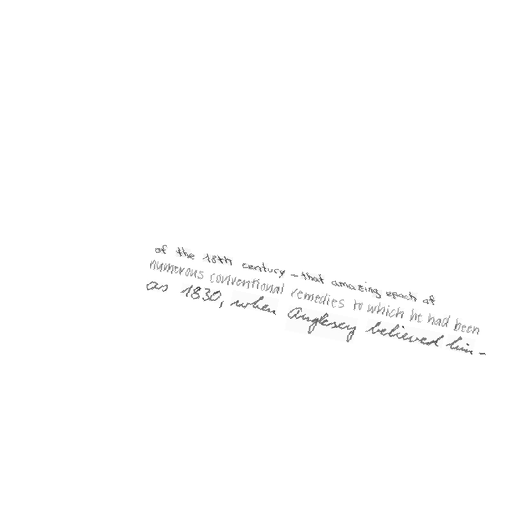 of the 18th century - that amazing epoch of
numerous conventional remedies to which he had been
as 1830, when Anglesey believed him-